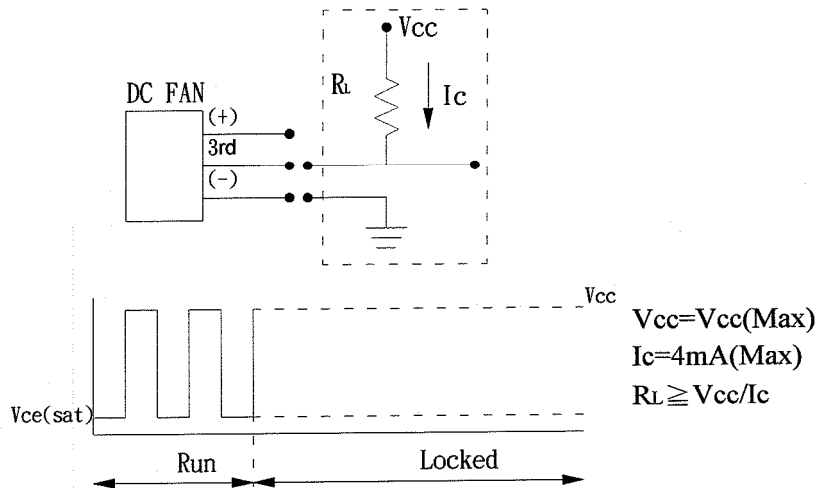 Vcc
RL
Ic
DC FAN
(+)
3rd
(-)
Vcc
Vce(sat)
Run
Locked
Vcc=Vcc(Max)
Ic=4mA(Max)
RL≧Vcc/Ic